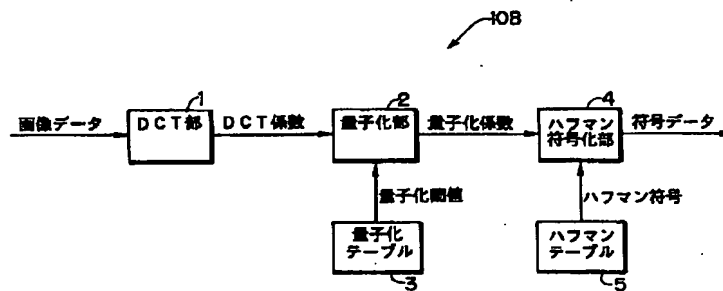 108
1
2
4
画像データ
DCT部
DCT係数
量子化部
量子化係数
ハフマン
符号化部
符号データ
量子化閾値
ハフマン符号
量子化
テーブル
3
ハフマン
テーブル
5